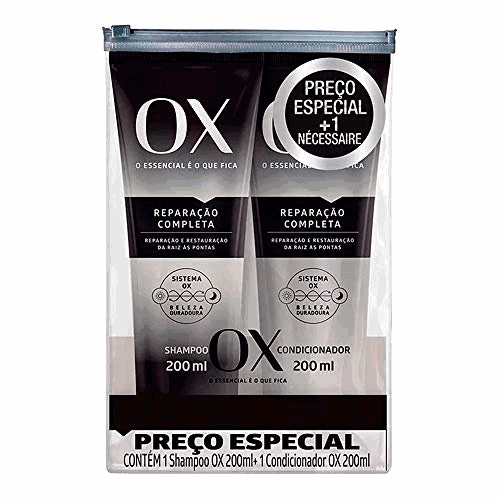 OX
O ESSENCIAL É O QUE FICA
REPARAÇÃO
COMPLETA
REPARAÇÃO E RESTAURAÇÃO
DA RAIZ ÀS PONTAS
SISTEMA
OX
BELEZA
DURADOURA
SHAMPOO
200 ml
O ESSENCIAL
REPARAÇÃO
COMPLETA
REPARAÇÃO E RESTAURAÇÃO
DA RAIZ ÀS PONTAS
SISTEMA
OX
BELEZA
DURADOURA
CONDICIONADOR
200 ml
PREÇO
ESPECIAL
+1
NÉCESSAIRE
OX
O ESSENCIAL É O QUE FICA
PREÇO ESPECIAL
CONTÉM 1 Shampoo OX 200ml+1 Condicionador OX 200ml